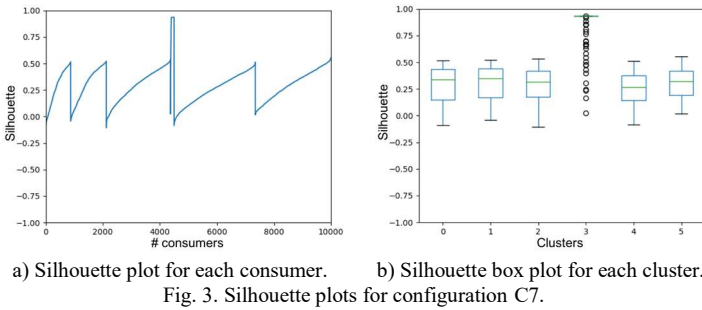 1.00
0.75
0.50
0.25
0.00
−0.25
−0.50
−0.75
−1.00
Silhouette
0 2000 4000 6000 8000 10000
# consumers
1.00
0.75
0.50
0.25
0.00
−0.25
−0.50
−0.75
−1.00
Silhouette
0 1 2 3 4 5
Clusters
a) Silhouette plot for each consumer.
b) Silhouette box plot for each cluster.
Fig. 3. Silhouette plots for configuration C7.